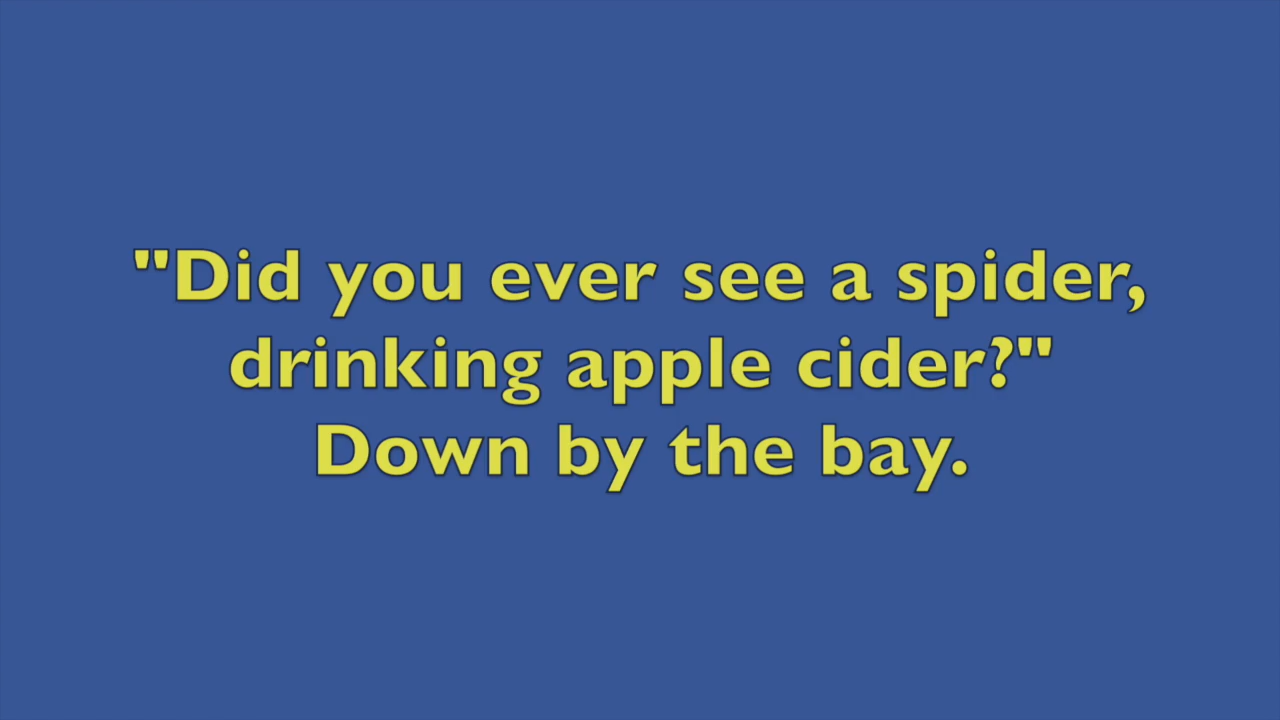 "Did you ever see a spider,
drinking apple cider?"
Down by the bay.